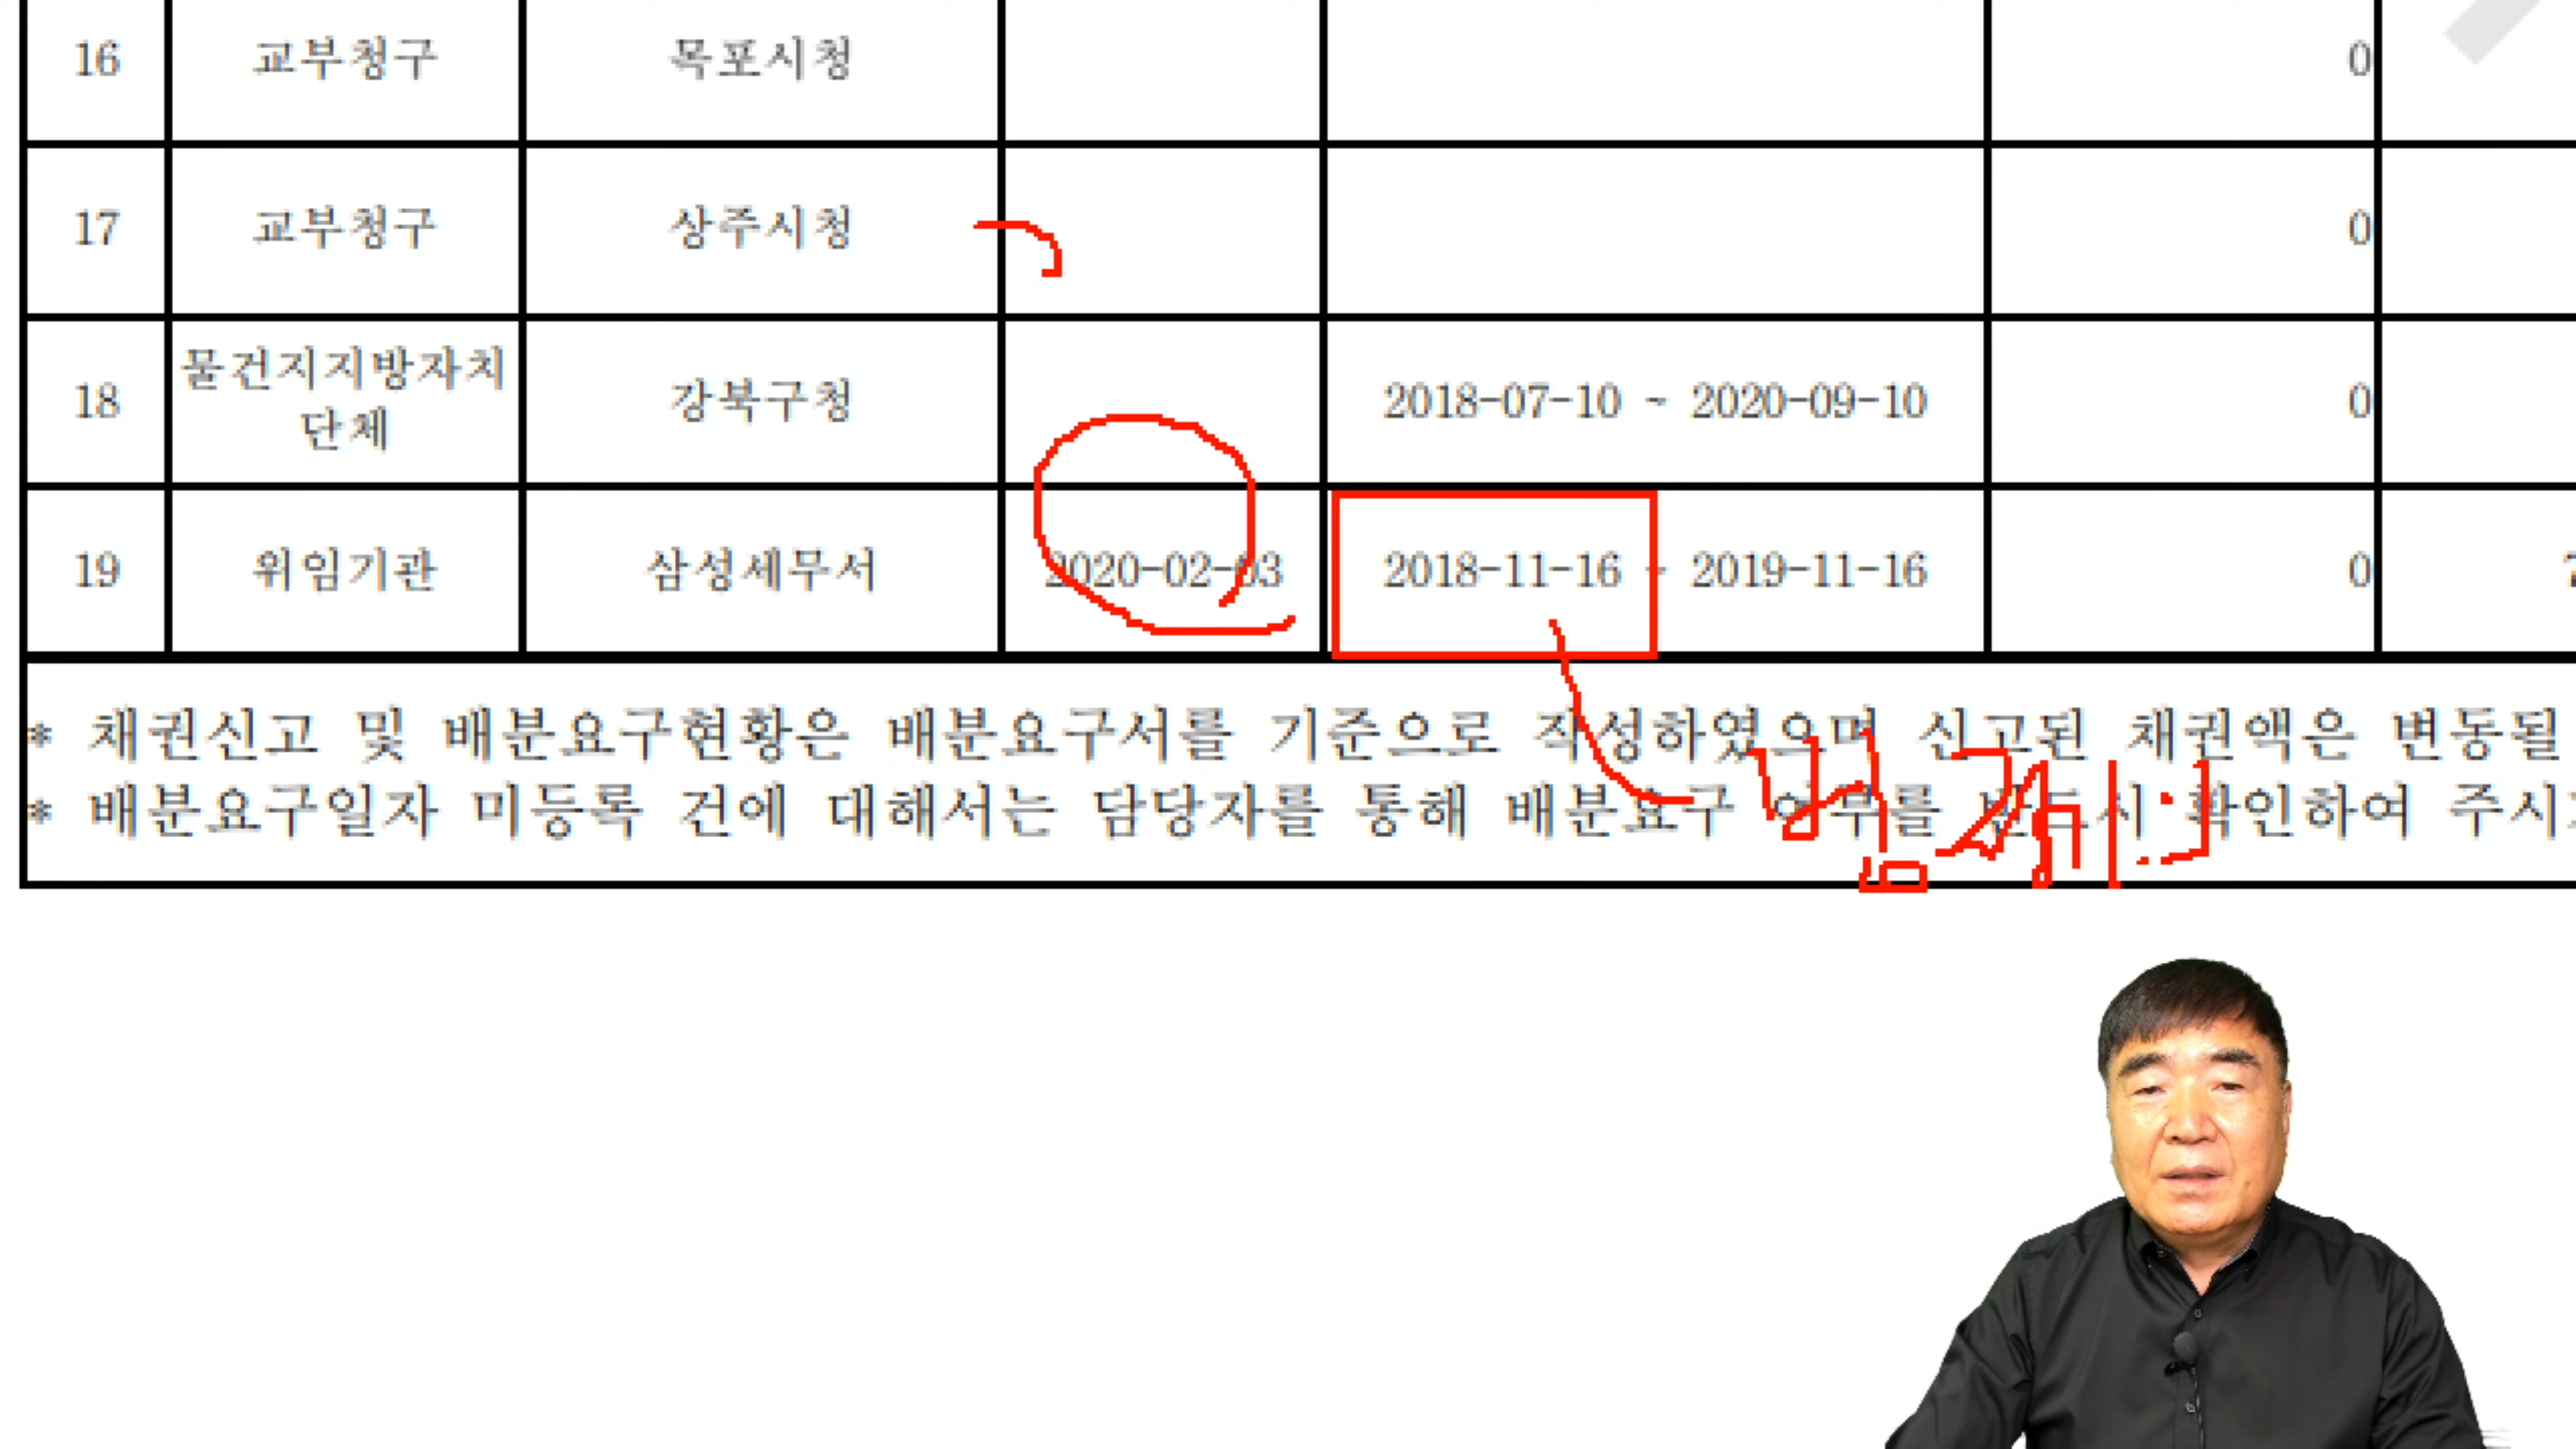 16 교부청구 목포시청 0
17 교부청구 상주시청 0
18 물건지지방자치단체 강북구청 2018-07-10 ~ 2020-09-10 0
19 위임기관 삼성세무서 2020-02-03 2018-11-16 ~ 2019-11-16 0
* 채권신고 및 배분요구현황은 배분요구서를 기준으로 작성하였으며 신고된 채권액은 변동될
* 배분요구일자 미등록 건에 대해서는 담당자를 통해 배분요구 여부를 반드시 확인하여 주시